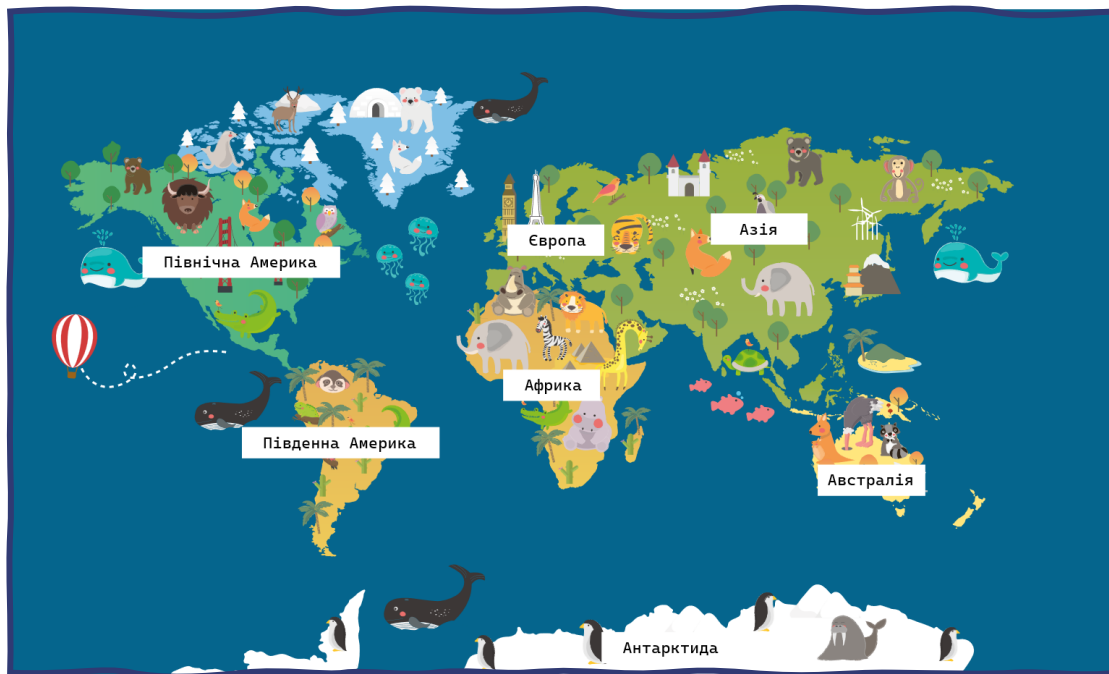 Азія
Європа
Північна Америка
Африка
Південна Америка
Австралія
Антарктида